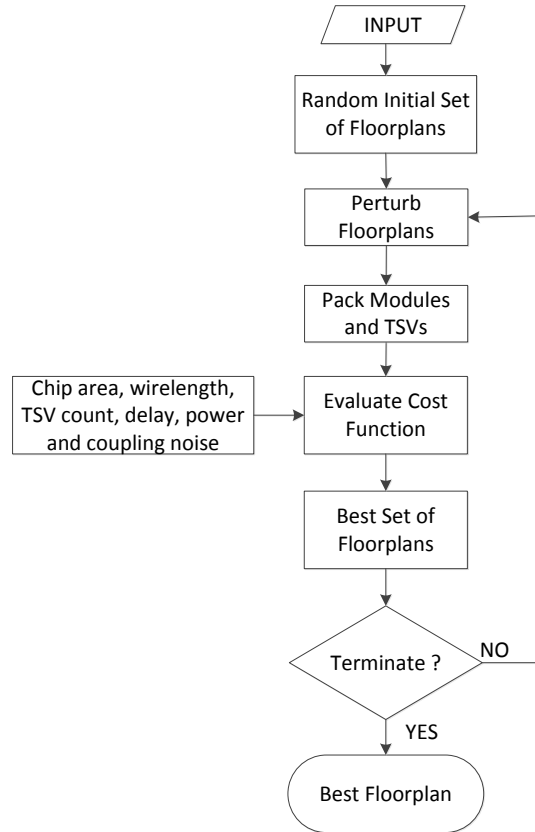 INPUT
Random Initial Set
of Floorplans
Perturb
Floorplans
Pack Modules
and TSVs
Chip area, wirelength,
TSV count, delay, power
and coupling noise
Evaluate Cost
Function
Best Set of
Floorplans
Terminate ?
NO
YES
Best Floorplan